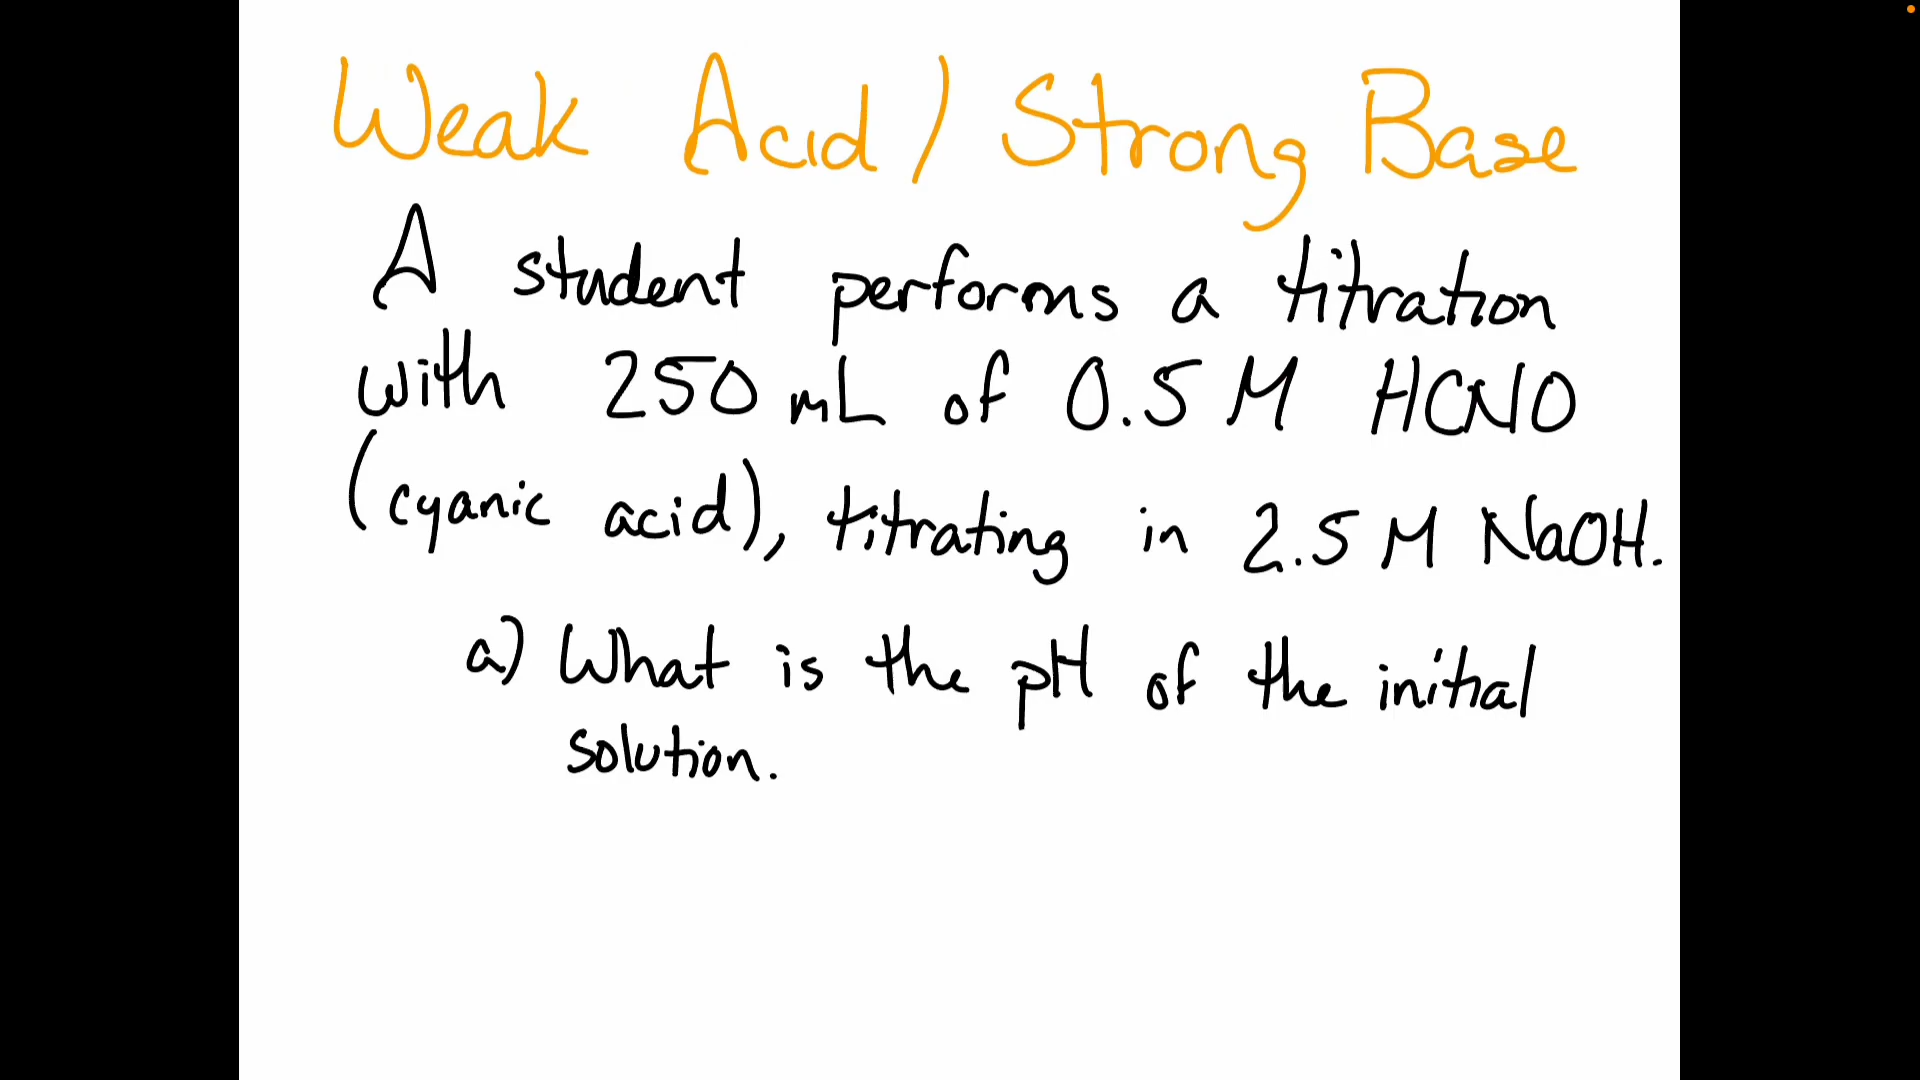 Weak Acid / Strong Base
A student performs a titration
with 250 mL of 0.5 M HCNO
(cyanic acid), titrating in 2.5 M NaOH.
a) What is the pH of the initial
solution.